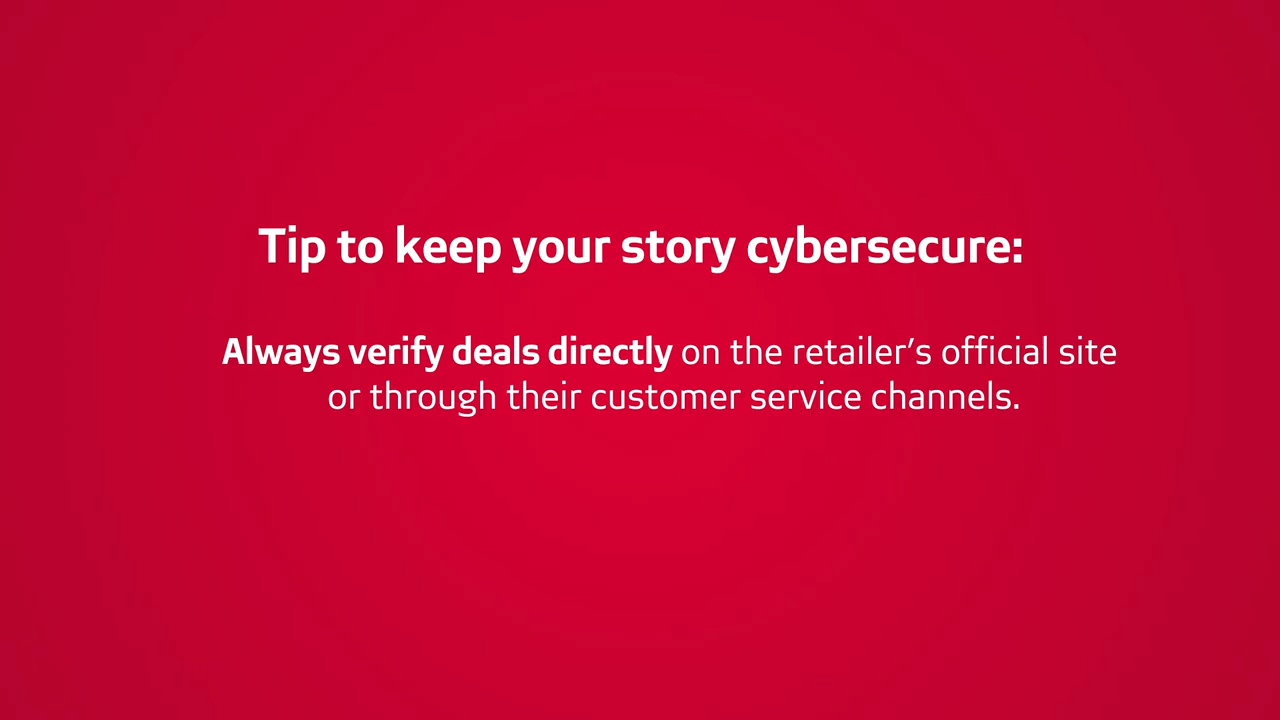 Tip to keep your story cybersecure:
Always verify deals directly on the retailer’s official site
or through their customer service channels.